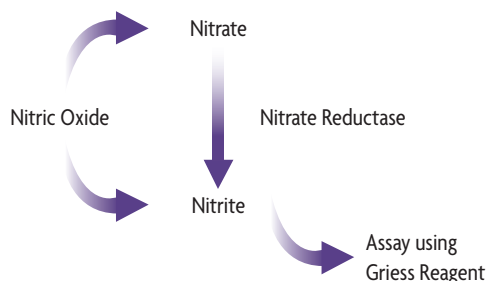 Nitrate
Nitric Oxide
Nitrate Reductase
Nitrite
Assay using
Griess Reagent